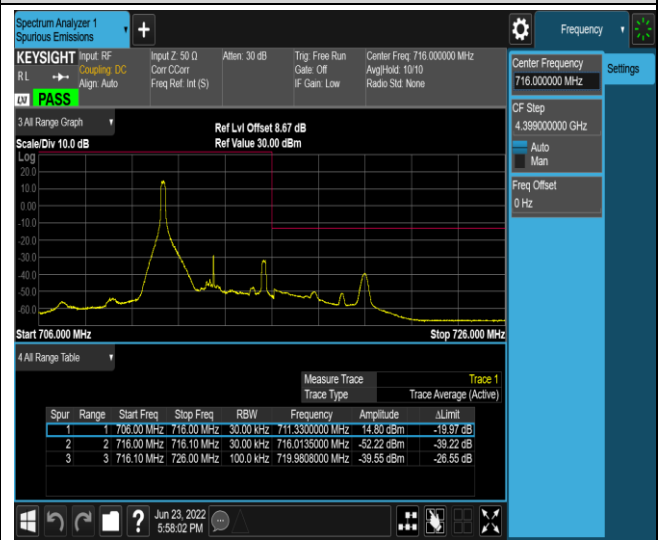 Spectrum Analyzer 1
Spurious Emissions
Frequency
KEYSIGHT
RL
Input: RF
Coupling: DC
Align: Auto
Input Z: 50 Ω
Corr CCorr
Freq Ref: Int (S)
Atten: 30 dB
Trig: Free Run
Gate: Off
IF Gain: Low
Center Freq: 716.000000 MHz
Avg|Hold: 10/10
Radio Std: None
LXI PASS
Center Frequency
716.000000 MHz
Settings
CF Step
4.399000000 GHz
Auto
Man
Freq Offset
0 Hz
3 All Range Graph
Scale/Div 10.0 dB
Ref Lvl Offset 8.67 dB
Ref Value 30.00 dBm
Log
20.0
10.0
0.00
-10.0
-20.0
-30.0
-40.0
-50.0
-60.0
Start 706.000 MHz
Stop 726.000 MHz
4 All Range Table
Measure Trace Trace 1
Trace Type Trace Average (Active)
Spur Range Start Freq Stop Freq RBW Frequency Amplitude ΔLimit
1 1 706.00 MHz 716.00 MHz 30.00 kHz 711.3300000 MHz 14.80 dBm -19.97 dB
2 2 716.00 MHz 716.10 MHz 30.00 kHz 716.0135000 MHz -52.22 dBm -39.22 dB
3 3 716.10 MHz 726.00 MHz 100.0 kHz 719.9808000 MHz -39.55 dBm -26.55 dB
Jun 23, 2022
5:58:02 PM